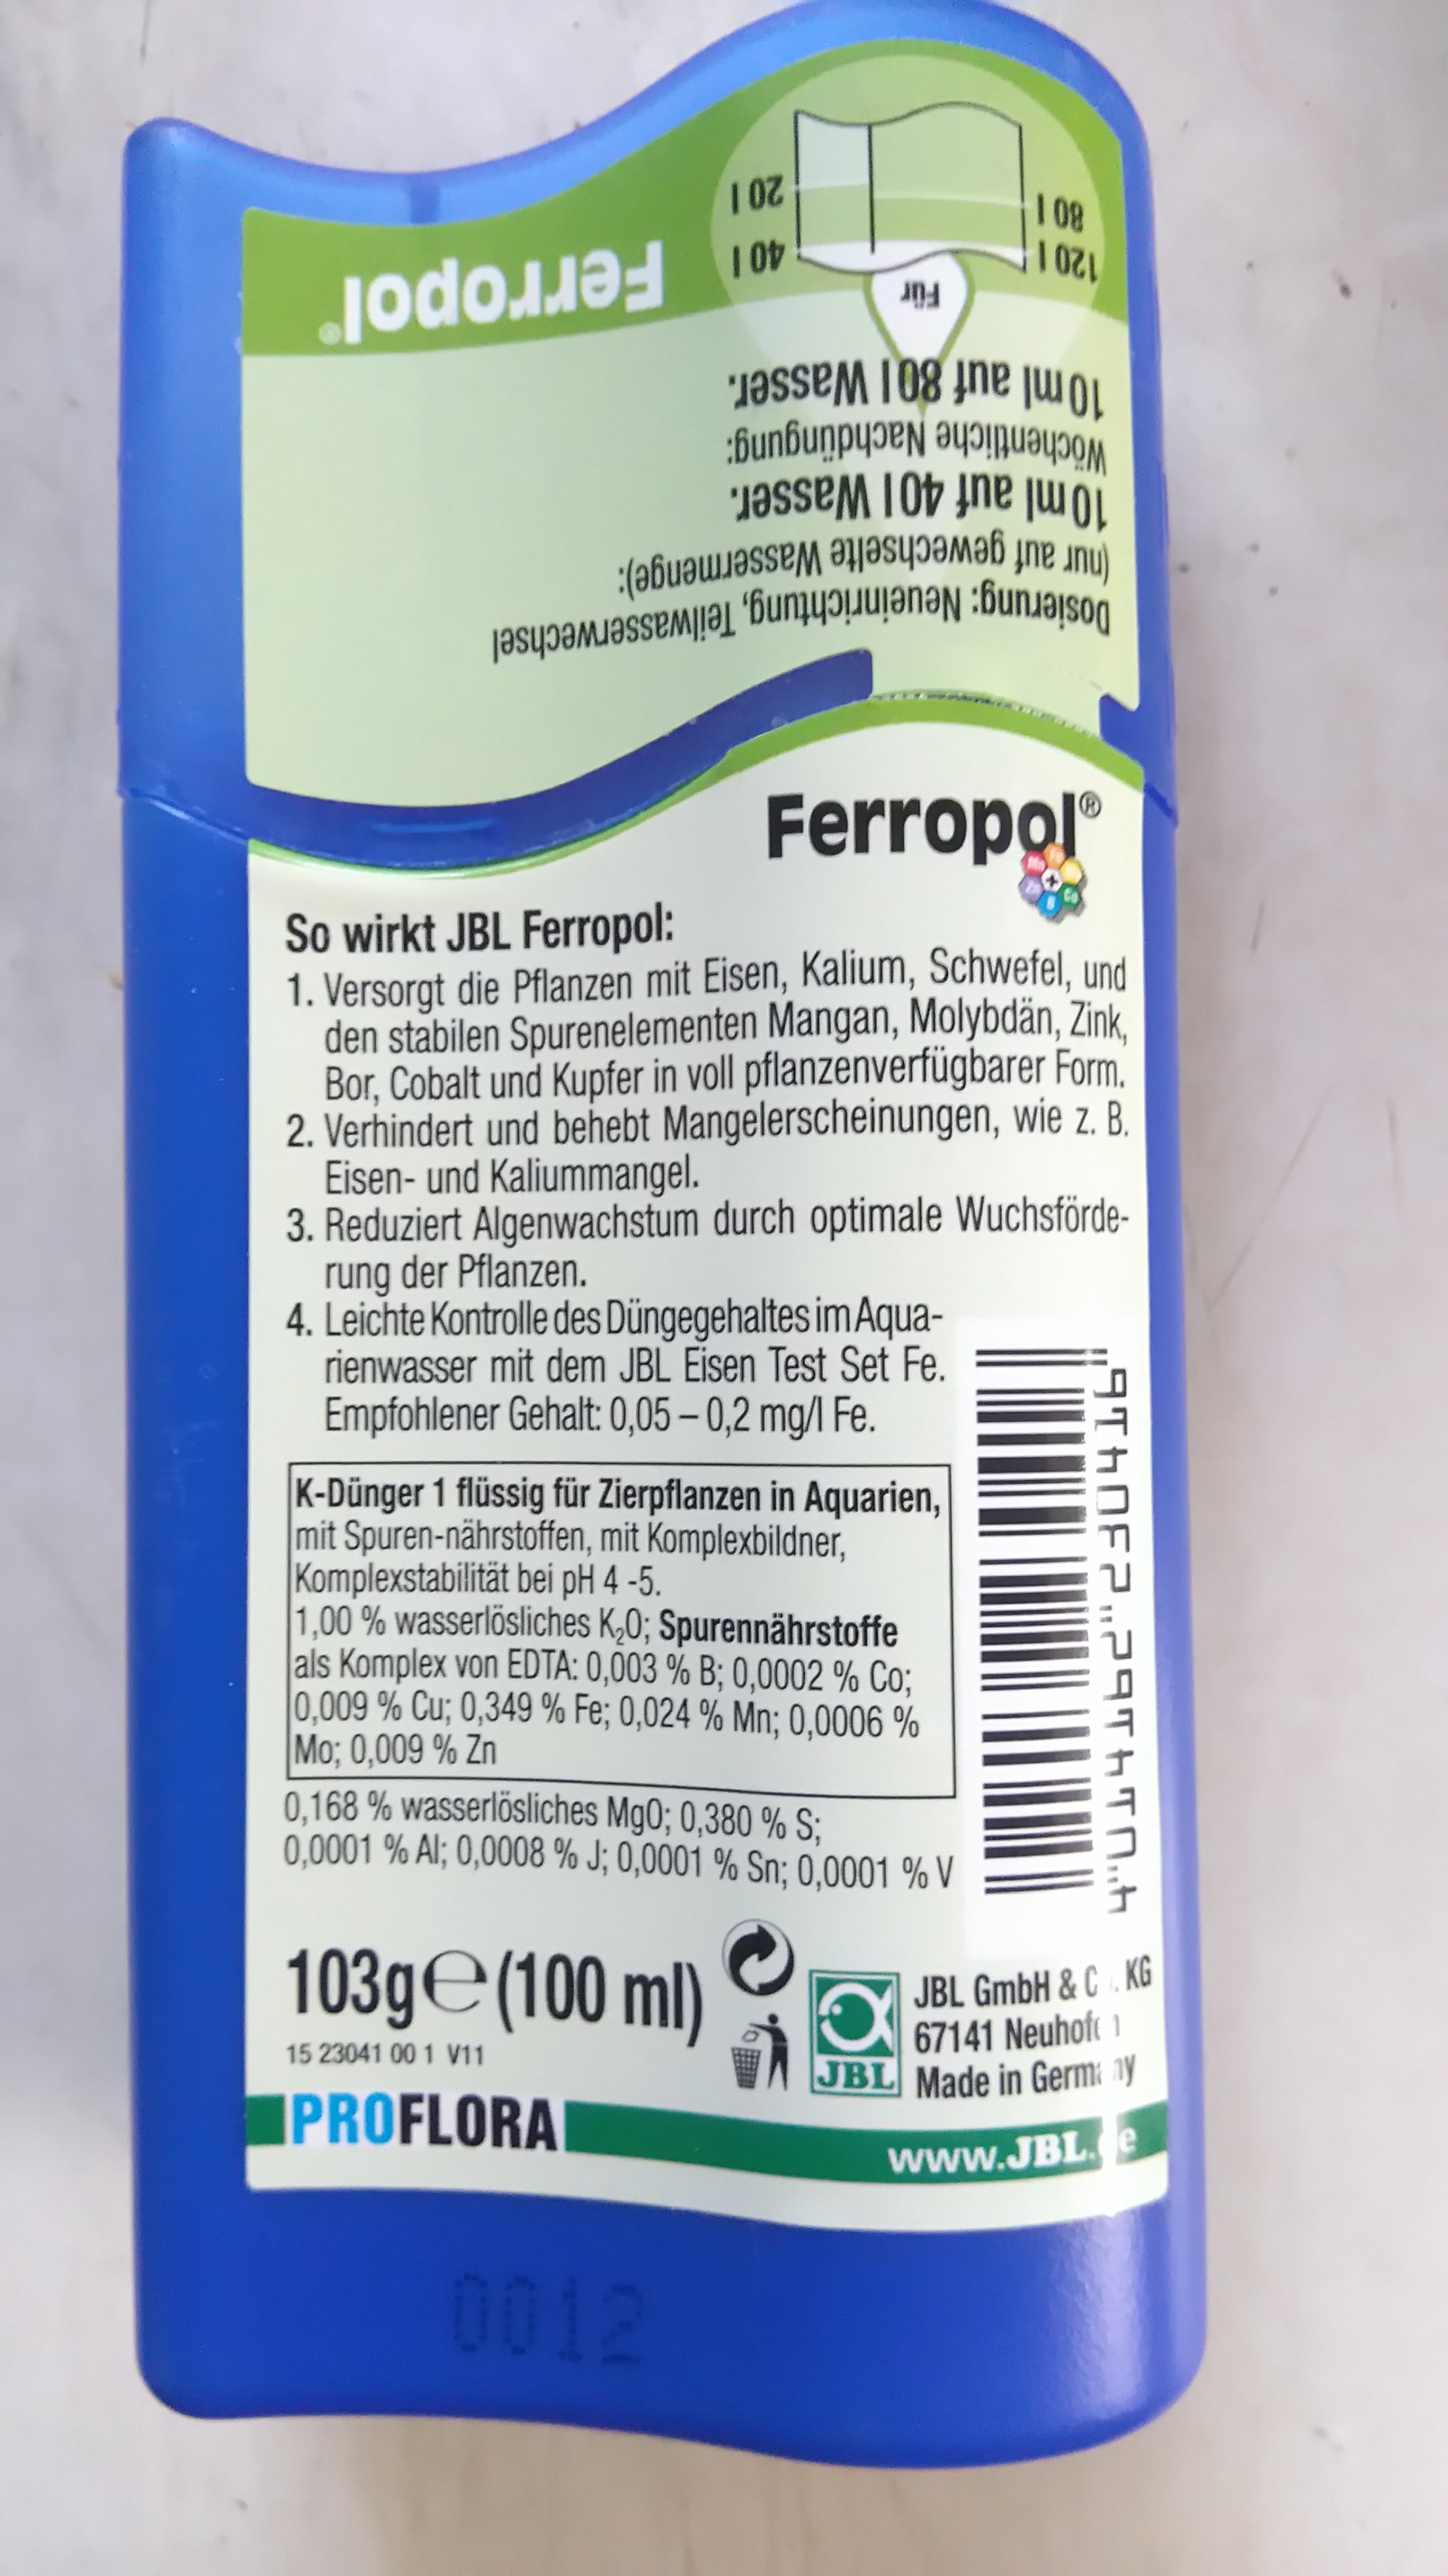 Ferropol®
20 l
40 l
80 l
120 l
Für
Dosierung: Neueinrichtung, Teilwasserwechsel
(nur auf gewechselte Wassermenge):
10 ml auf 40 l Wasser.
Wöchentliche Nachdüngung:
10 ml auf 80 l Wasser.
Ferropol®
So wirkt JBL Ferropol:
1. Versorgt die Pflanzen mit Eisen, Kalium, Schwefel, und
den stabilen Spurenelementen Mangan, Molybdän, Zink,
Bor, Cobalt und Kupfer in voll pflanzenverfügbarer Form.
2. Verhindert und behebt Mangelerscheinungen, wie z. B.
Eisen- und Kaliummangel.
3. Reduziert Algenwachstum durch optimale Wuchsförde-
rung der Pflanzen.
4. Leichte Kontrolle des Düngegehaltes im Aqua-
rienwasser mit dem JBL Eisen Test Set Fe.
Empfohlener Gehalt: 0,05 – 0,2 mg/l Fe.
K-Dünger 1 flüssig für Zierpflanzen in Aquarien,
mit Spuren-nährstoffen, mit Komplexbildner,
Komplexstabilität bei pH 4 -5.
1,00 % wasserlösliches K₂O; Spurennährstoffe
als Komplex von EDTA: 0,003 % B; 0,0002 % Co;
0,009 % Cu; 0,349 % Fe; 0,024 % Mn; 0,0006 %
Mo; 0,009 % Zn
0,168 % wasserlösliches MgO; 0,380 % S;
0,0001 % Al; 0,0008 % J; 0,0001 % Sn; 0,0001 % V
103g e (100 ml)
15 23041 00 1 V11
JBL
JBL GmbH & C . KG
67141 Neuhof
Made in Germany
PROFLORA
www.JBL.de
0012